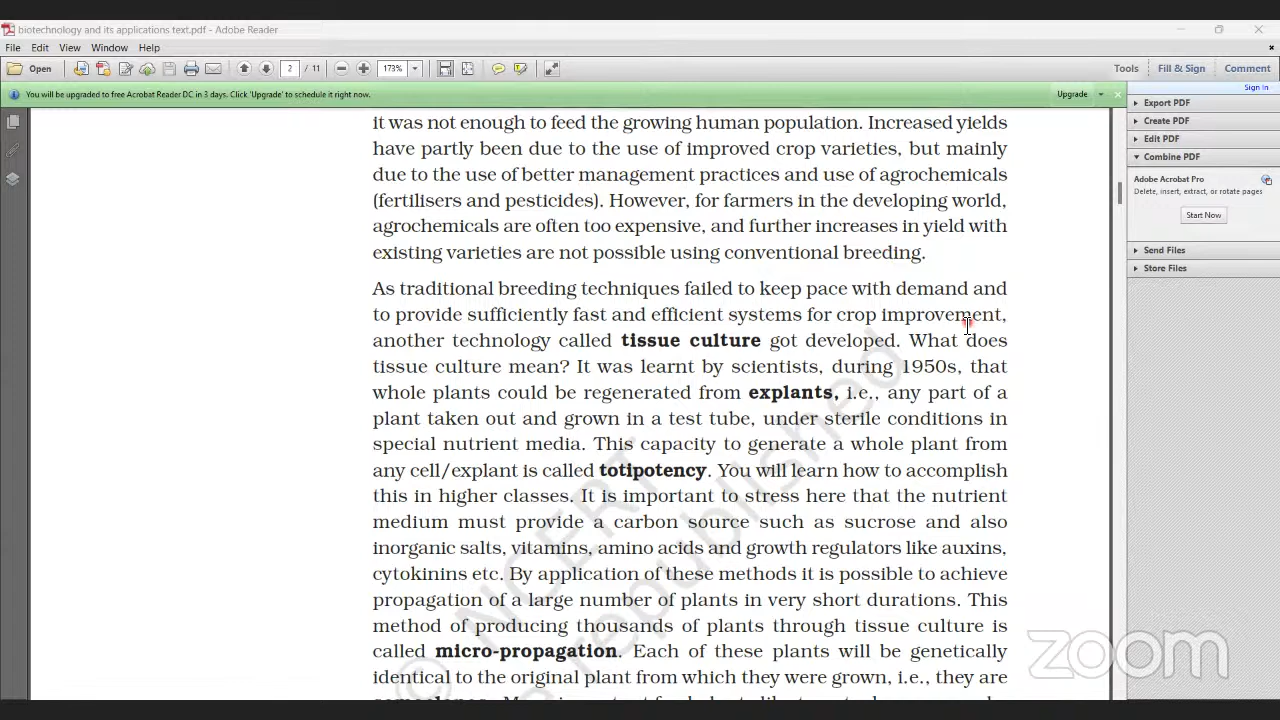 biotechnology and its applications text.pdf - Adobe Reader
File Edit View Window Help
Open 2 / 11 173% Tools Fill & Sign Comment
You will be upgraded to free Acrobat Reader DC in 3 days. Click 'Upgrade' to schedule it right now. Upgrade
Sign In
Export PDF
Create PDF
Edit PDF
Combine PDF
Adobe Acrobat Pro
Delete, insert, extract, or rotate pages
Start Now
Send Files
Store Files
it was not enough to feed the growing human population. Increased yields
have partly been due to the use of improved crop varieties, but mainly
due to the use of better management practices and use of agrochemicals
(fertilisers and pesticides). However, for farmers in the developing world,
agrochemicals are often too expensive, and further increases in yield with
existing varieties are not possible using conventional breeding.
As traditional breeding techniques failed to keep pace with demand and
to provide sufficiently fast and efficient systems for crop improvement,
another technology called tissue culture got developed. What does
tissue culture mean? It was learnt by scientists, during 1950s, that
whole plants could be regenerated from explants, i.e., any part of a
plant taken out and grown in a test tube, under sterile conditions in
special nutrient media. This capacity to generate a whole plant from
any cell/explant is called totipotency. You will learn how to accomplish
this in higher classes. It is important to stress here that the nutrient
medium must provide a carbon source such as sucrose and also
inorganic salts, vitamins, amino acids and growth regulators like auxins,
cytokinins etc. By application of these methods it is possible to achieve
propagation of a large number of plants in very short durations. This
method of producing thousands of plants through tissue culture is
called micro-propagation. Each of these plants will be genetically
identical to the original plant from which they were grown, i.e., they are
© NCERT
republished
zoom